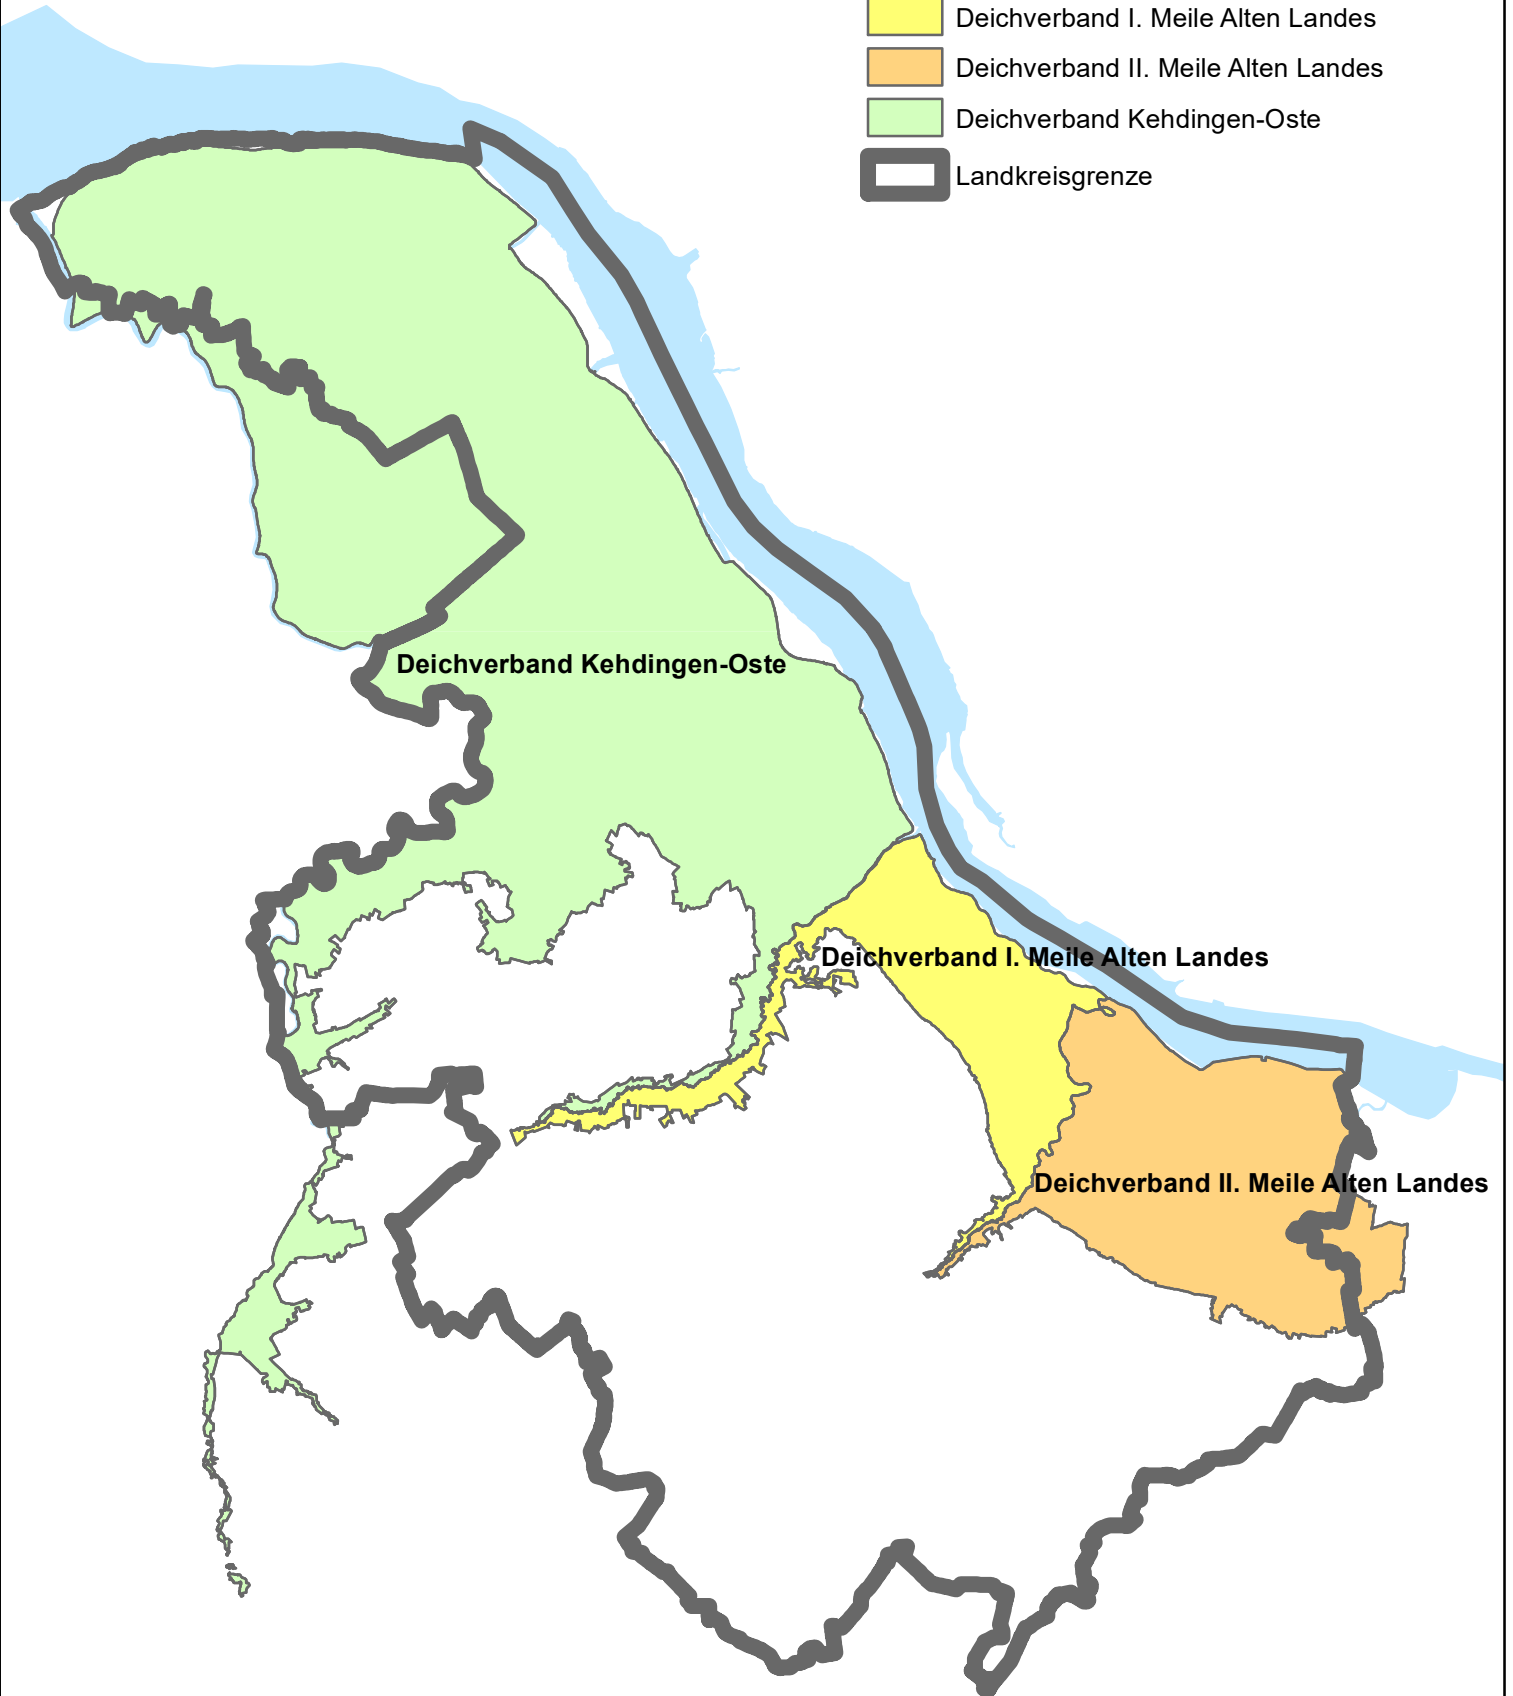 Deichverband I. Meile Alten Landes
Deichverband II. Meile Alten Landes
Deichverband Kehdingen-Oste
Landkreisgrenze
Deichverband Kehdingen-Oste
Deichverband I. Meile Alten Landes
Deichverband II. Meile Alten Landes